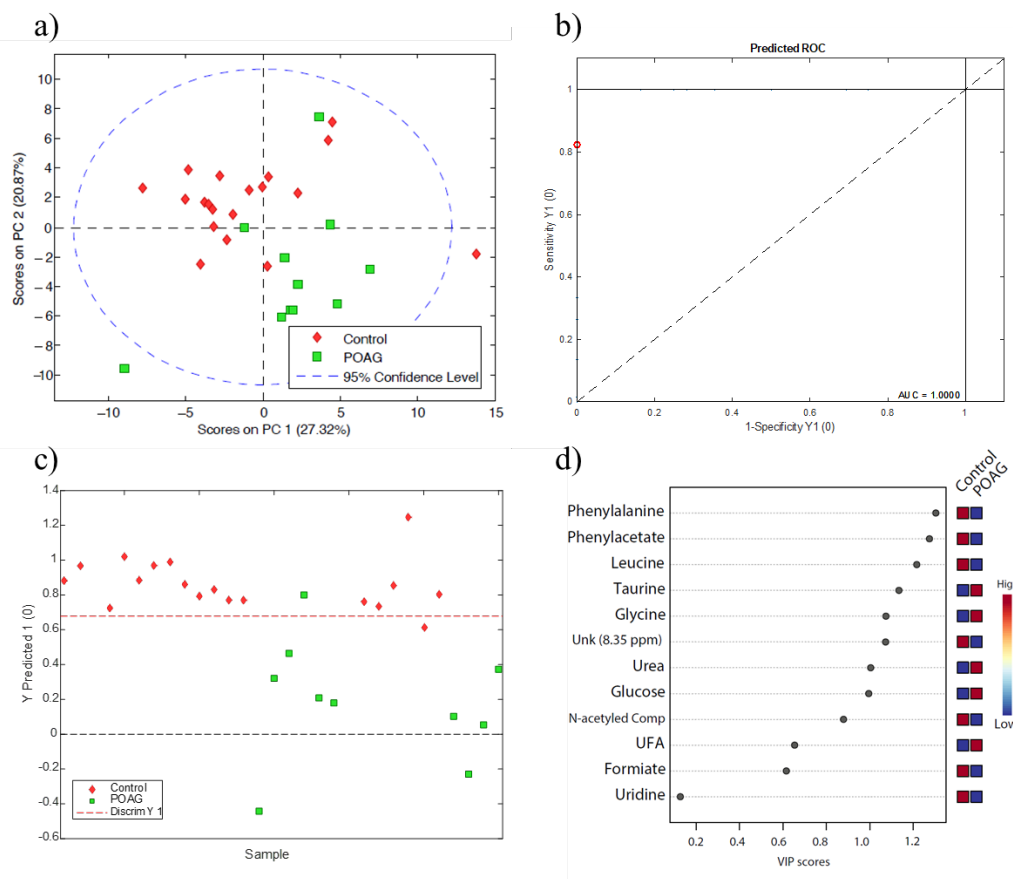 a)
10
8
6
4
2
0
−2
−4
−6
−8
−10
−10
−5
0
5
10
15
Scores on PC 2 (20.87%)
Scores on PC 1 (27.32%)
Control
POAG
95% Confidence Level
b)
Predicted ROC
1
0.8
0.6
0.4
0.2
0
0
0.2
0.4
0.6
0.8
1
Sensitivity Y1 (0)
1-Specificity Y1 (0)
AUC = 1.0000
c)
1.4
1.2
1
0.8
0.6
0.4
0.2
0
-0.2
-0.4
-0.6
Y Predicted 1 (0)
Sample
Control
POAG
Discrim Y 1
d)
Control
POAG
Phenylalanine
Phenylacetate
Leucine
Taurine
Glycine
Unk (8.35 ppm)
Urea
Glucose
N-acetyled Comp
UFA
Formiate
Uridine
0.2
0.4
0.6
0.8
1.0
1.2
VIP scores
Hig
Low